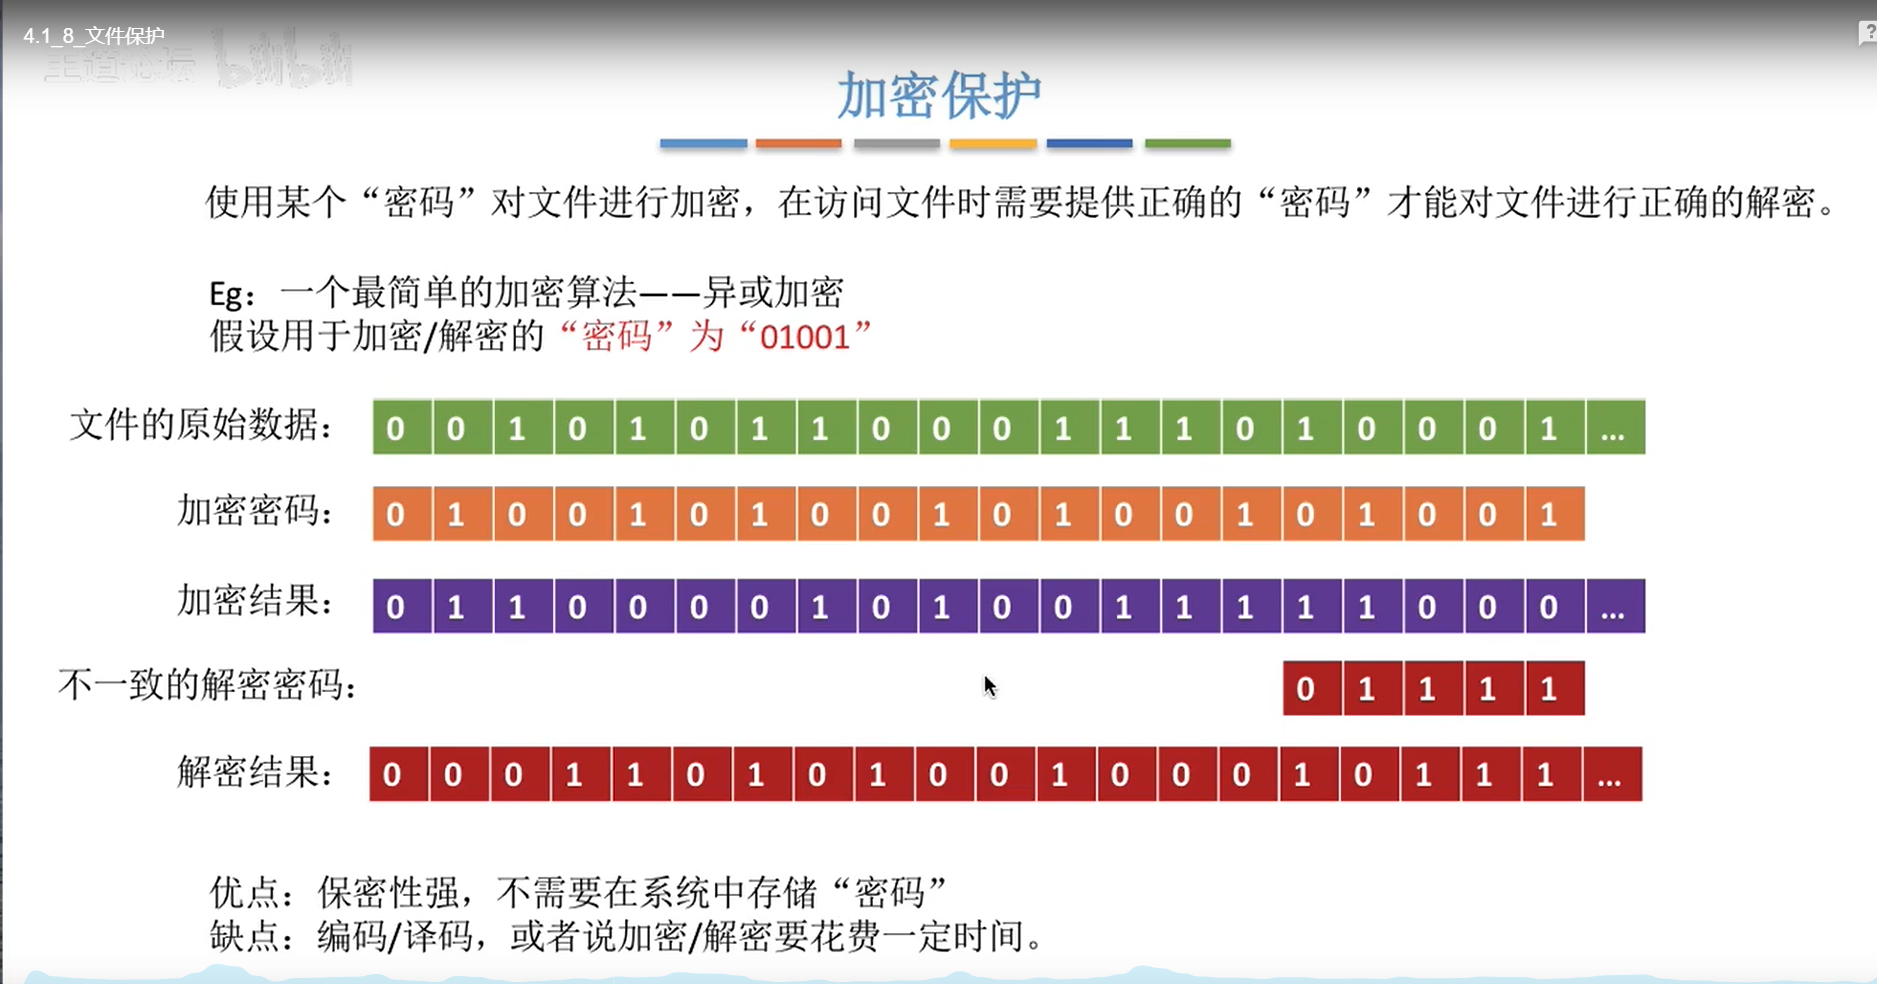 4.1_8_文件保护
王道论坛 bilibili
加密保护
使用某个“密码”对文件进行加密，在访问文件时需要提供正确的“密码”才能对文件进行正确的解密。
Eg：一个最简单的加密算法——异或加密
假设用于加密/解密的“密码”为“01001”
文件的原始数据： 0 0 1 0 1 0 1 1 0 0 0 1 1 1 0 1 0 0 0 1 ...
加密密码： 0 1 0 0 1 0 1 0 0 1 0 1 0 0 1 0 1 0 0 1
加密结果： 0 1 1 0 0 0 0 1 0 1 0 0 1 1 1 1 1 0 0 0 ...
不一致的解密密码： 0 1 1 1 1
解密结果： 0 0 0 1 1 0 1 0 1 0 0 1 0 0 0 1 0 1 1 1 ...
优点：保密性强，不需要在系统中存储“密码”
缺点：编码/译码，或者说加密/解密要花费一定时间。